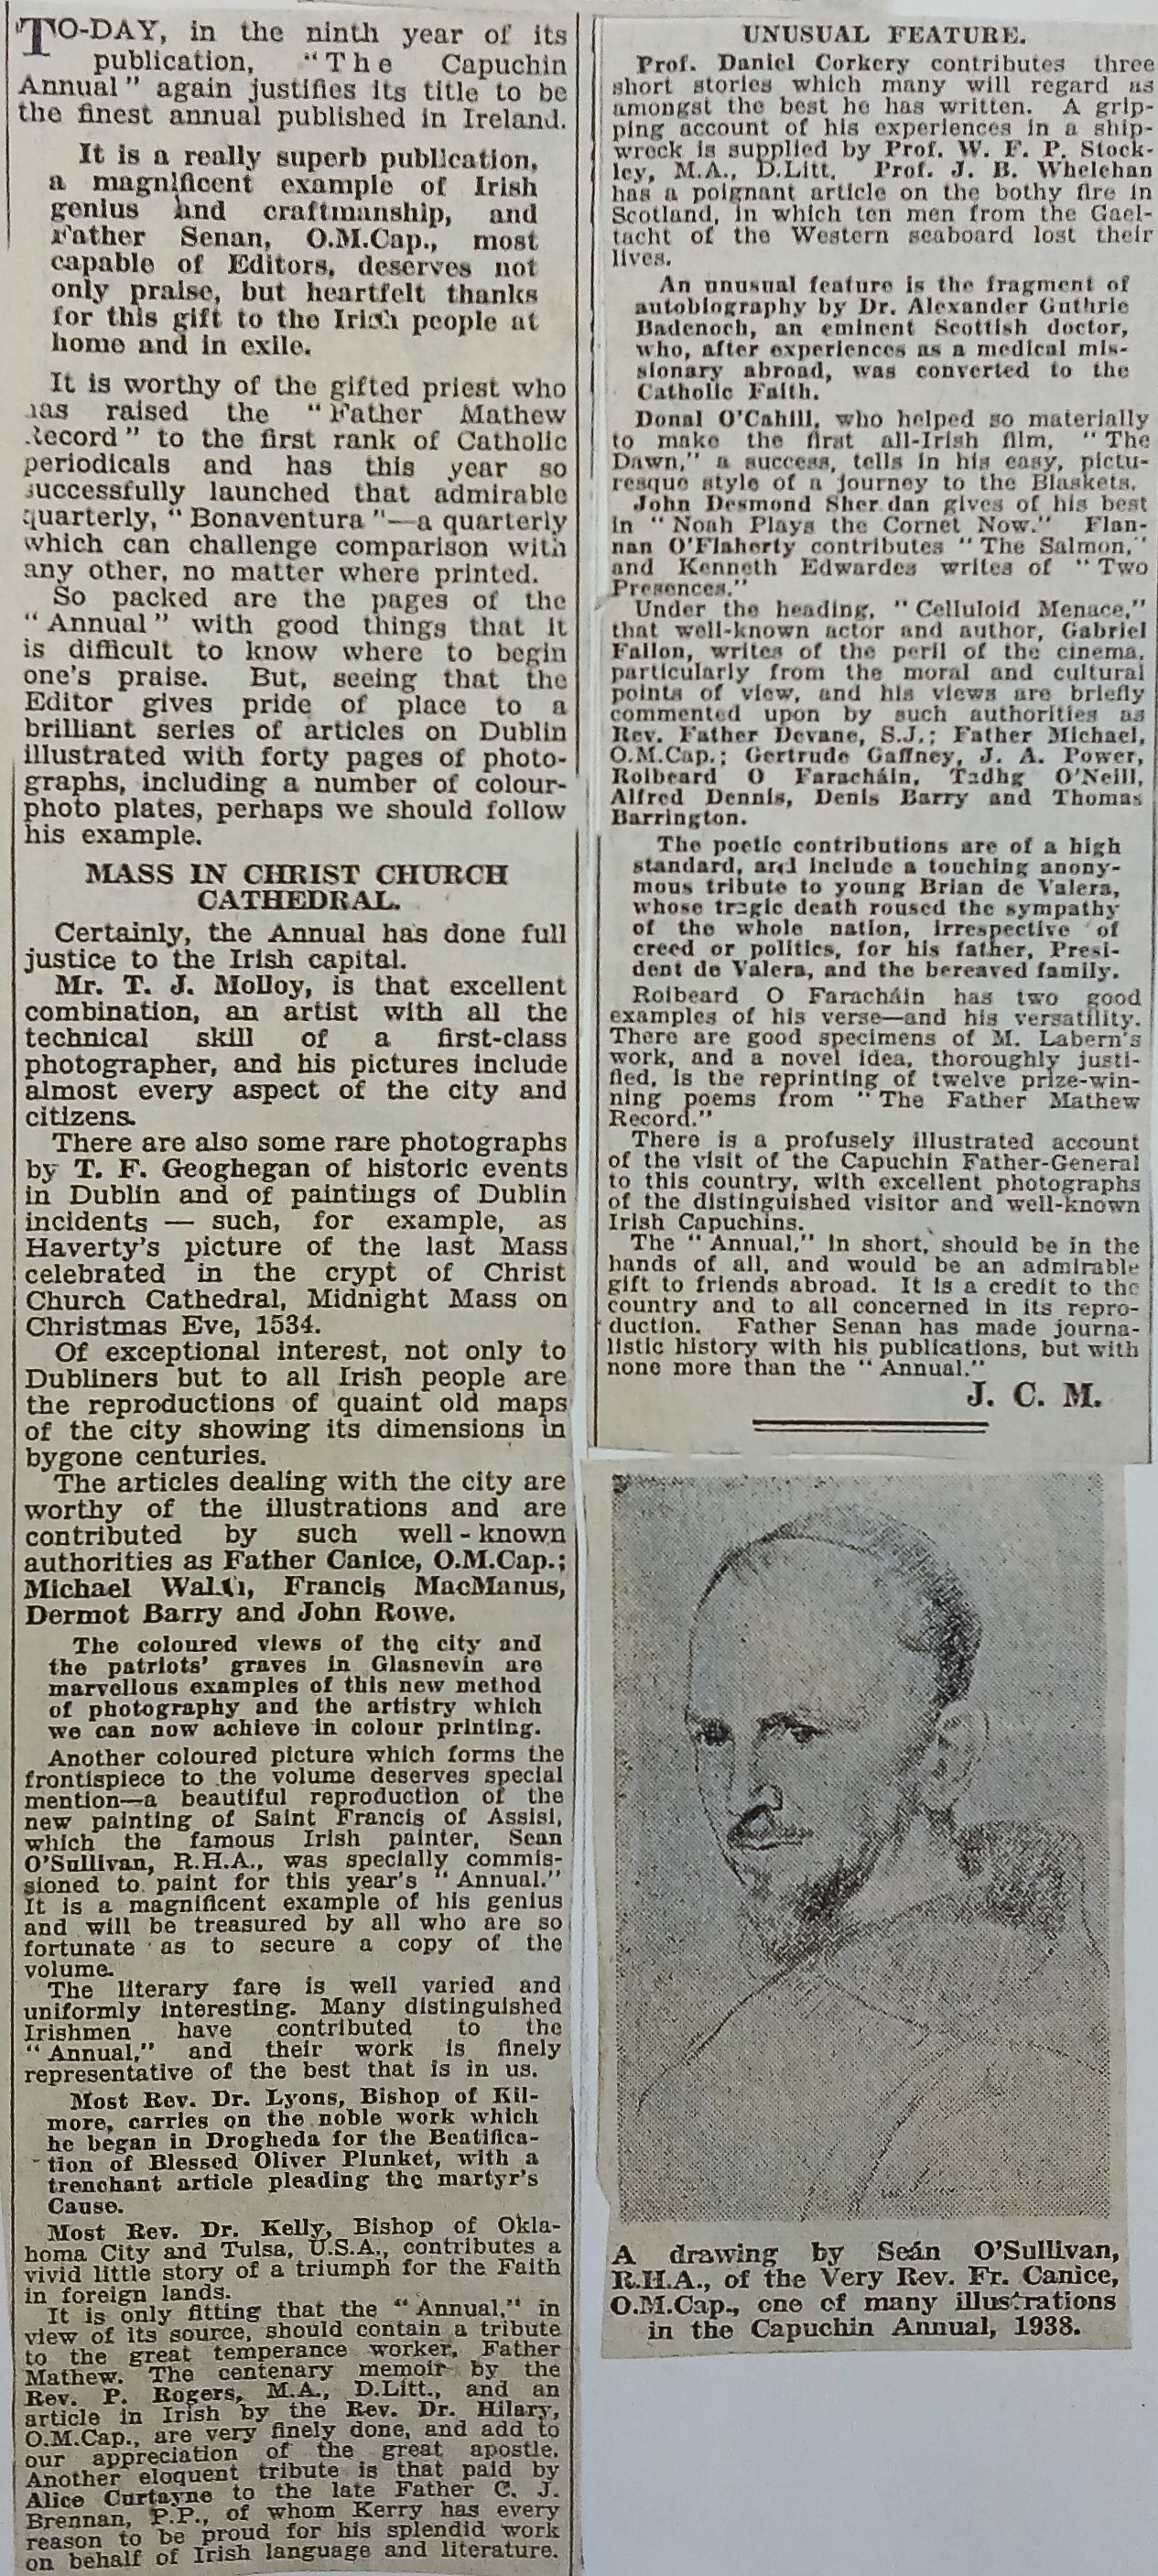 TO-DAY, in the ninth year of its
publication, "The Capuchin
Annual" again justifies its title to be
the finest annual published in Ireland.
It is a really superb publication,
a magnificent example of Irish
genius and craftmanship, and
Father Senan, O.M.Cap., most
capable of Editors, deserves not
only praise, but heartfelt thanks
for this gift to the Irish people at
home and in exile.
It is worthy of the gifted priest who
has raised the "Father Mathew
Record" to the first rank of Catholic
periodicals and has this year so
successfully launched that admirable
quarterly, "Bonaventura"—a quarterly
which can challenge comparison with
any other, no matter where printed.
So packed are the pages of the
"Annual" with good things that it
is difficult to know where to begin
one's praise. But, seeing that the
Editor gives pride of place to a
brilliant series of articles on Dublin
illustrated with forty pages of photo-
graphs, including a number of colour-
photo plates, perhaps we should follow
his example.
MASS IN CHRIST CHURCH
CATHEDRAL.
Certainly, the Annual has done full
justice to the Irish capital.
Mr. T. J. Molloy, is that excellent
combination, an artist with all the
technical skill of a first-class
photographer, and his pictures include
almost every aspect of the city and
citizens.
There are also some rare photographs
by T. F. Geoghegan of historic events
in Dublin and of paintings of Dublin
incidents — such, for example, as
Haverty's picture of the last Mass
celebrated in the crypt of Christ
Church Cathedral, Midnight Mass on
Christmas Eve, 1534.
Of exceptional interest, not only to
Dubliners but to all Irish people are
the reproductions of quaint old maps
of the city showing its dimensions in
bygone centuries.
The articles dealing with the city are
worthy of the illustrations and are
contributed by such well-known
authorities as Father Canice, O.M.Cap.;
Michael Walsh, Francis MacManus,
Dermot Barry and John Rowe.
The coloured views of the city and
the patriots' graves in Glasnevin are
marvellous examples of this new method
of photography and the artistry which
we can now achieve in colour printing.
Another coloured picture which forms the
frontispiece to the volume deserves special
mention—a beautiful reproduction of the
new painting of Saint Francis of Assisi,
which the famous Irish painter, Sean
O'Sullivan, R.H.A., was specially commis-
sioned to paint for this year's "Annual."
It is a magnificent example of his genius
and will be treasured by all who are so
fortunate as to secure a copy of the
volume.
The literary fare is well varied and
uniformly interesting. Many distinguished
Irishmen have contributed to the
"Annual," and their work is finely
representative of the best that is in us.
Most Rev. Dr. Lyons, Bishop of Kil-
more, carries on the noble work which
he began in Drogheda for the Beatifica-
tion of Blessed Oliver Plunket, with a
trenchant article pleading the martyr's
Cause.
Most Rev. Dr. Kelly, Bishop of Okla-
homa City and Tulsa, U.S.A., contributes a
vivid little story of a triumph for the Faith
in foreign lands.
It is only fitting that the "Annual," in
view of its source, should contain a tribute
to the great temperance worker, Father
Mathew. The centenary memoir by the
Rev. P. Rogers, M.A., D.Litt., and an
article in Irish by the Rev. Dr. Hilary,
O.M.Cap., are very finely done, and add to
our appreciation of the great apostle.
Another eloquent tribute is that paid by
Alice Curtayne to the late Father C. J.
Brennan, P.P., of whom Kerry has every
reason to be proud for his splendid work
on behalf of Irish language and literature.
UNUSUAL FEATURE.
Prof. Daniel Corkery contributes three
short stories which many will regard as
amongst the best he has written. A grip-
ping account of his experiences in a ship-
wreck is supplied by Prof. W. F. P. Stock-
ley, M.A., D.Litt. Prof. J. B. Whelehan
has a poignant article on the bothy fire in
Scotland, in which ten men from the Gael-
tacht of the Western seaboard lost their
lives.
An unusual feature is the fragment of
autobiography by Dr. Alexander Guthrie
Badenoch, an eminent Scottish doctor,
who, after experiences as a medical mis-
sionary abroad, was converted to the
Catholic Faith.
Donal O'Cahill, who helped so materially
to make the first all-Irish film, "The
Dawn," a success, tells in his easy, pictu-
resque style of a journey to the Blaskets.
John Desmond Sher dan gives of his best
in "Noah Plays the Cornet Now." Flan-
nan O'Flaherty contributes "The Salmon,"
and Kenneth Edwardes writes of "Two
Presences."
Under the heading, "Celluloid Menace,"
that well-known actor and author, Gabriel
Fallon, writes of the peril of the cinema,
particularly from the moral and cultural
points of view, and his views are briefly
commented upon by such authorities as
Rev. Father Devane, S.J.; Father Michael,
O.M.Cap.; Gertrude Gaffney, J. A. Power,
Roibeard O Faracháin, Tadhg O'Neill,
Alfred Dennis, Denis Barry and Thomas
Barrington.
The poetic contributions are of a high
standard, and include a touching anony-
mous tribute to young Brian de Valera,
whose tragic death roused the sympathy
of the whole nation, irrespective of
creed or politics, for his father, Presi-
dent de Valera, and the bereaved family.
Roibeard O Faracháin has two good
examples of his verse—and his versatility.
There are good specimens of M. Labern's
work, and a novel idea, thoroughly justi-
fied, is the reprinting of twelve prize-win-
ning poems from "The Father Mathew
Record."
There is a profusely illustrated account
of the visit of the Capuchin Father-General
to this country, with excellent photographs
of the distinguished visitor and well-known
Irish Capuchins.
The "Annual," in short, should be in the
hands of all, and would be an admirable
gift to friends abroad. It is a credit to the
country and to all concerned in its repro-
duction. Father Senan has made journa-
listic history with his publications, but with
none more than the "Annual."
J. C. M.
A drawing by Seán O'Sullivan,
R.H.A., of the Very Rev. Fr. Canice,
O.M.Cap., one of many illustrations
in the Capuchin Annual, 1938.